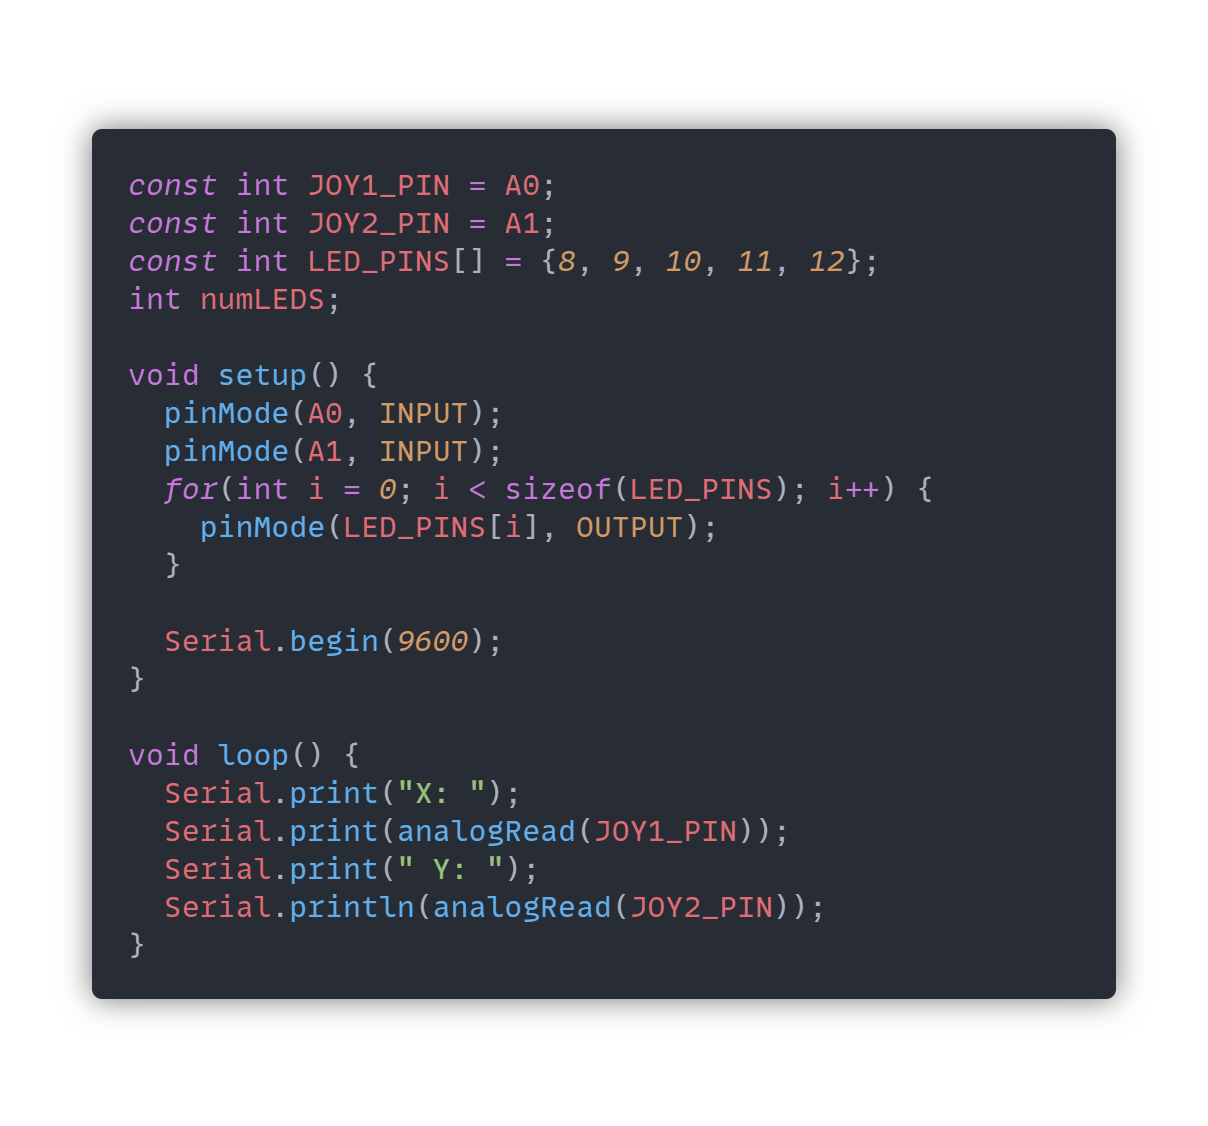 const int JOY1_PIN = A0;
const int JOY2_PIN = A1;
const int LED_PINS[] = {8, 9, 10, 11, 12};
int numLEDS;

void setup() {
  pinMode(A0, INPUT);
  pinMode(A1, INPUT);
  for(int i = 0; i < sizeof(LED_PINS); i++) {
    pinMode(LED_PINS[i], OUTPUT);
  }

  Serial.begin(9600);
}

void loop() {
  Serial.print("X: ");
  Serial.print(analogRead(JOY1_PIN));
  Serial.print(" Y: ");
  Serial.println(analogRead(JOY2_PIN));
}